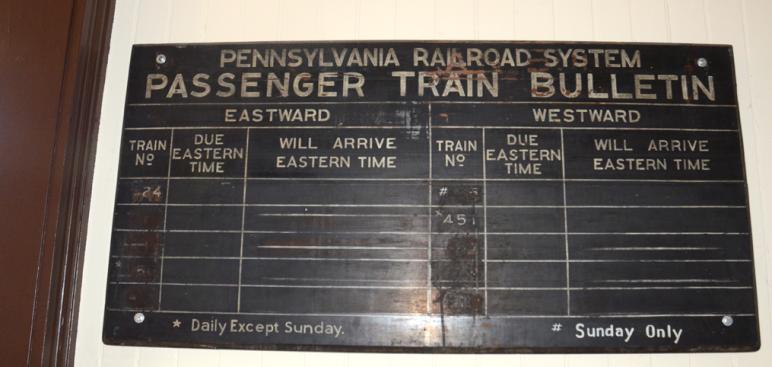 PENNSYLVANIA RAILROAD SYSTEM
PASSENGER TRAIN BULLETIN
EASTWARD WESTWARD
TRAIN Nº DUE EASTERN TIME WILL ARRIVE EASTERN TIME TRAIN Nº DUE EASTERN TIME WILL ARRIVE EASTERN TIME
24 #
*451
* Daily Except Sunday. # Sunday Only